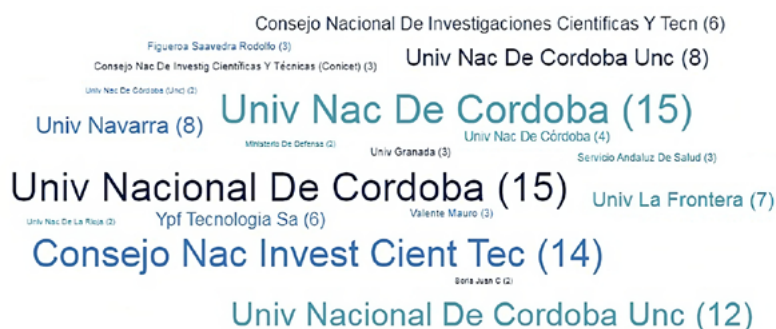 Consejo Nacional De Investigaciones Cientificas Y Tecn (6)
Figueroa Saavedra Rodolfo (3)
Univ Nac De Cordoba Unc (8)
Consejo Nac De Investig Científicas Y Técnicas (Conicet) (3)
Univ Nac De Córdoba (Unc) (2)
Univ Nac De Cordoba (15)
Univ Navarra (8)
Univ Nac De Córdoba (4)
Ministerio De Defensa (2)
Univ Granada (3)
Servicio Andaluz De Salud (3)
Univ Nacional De Cordoba (15)
Univ La Frontera (7)
Univ Nac De La Rioja (2)
Ypf Tecnologia Sa (6)
Valente Mauro (3)
Consejo Nac Invest Cient Tec (14)
Juan C (2)
Univ Nacional De Cordoba Unc (12)